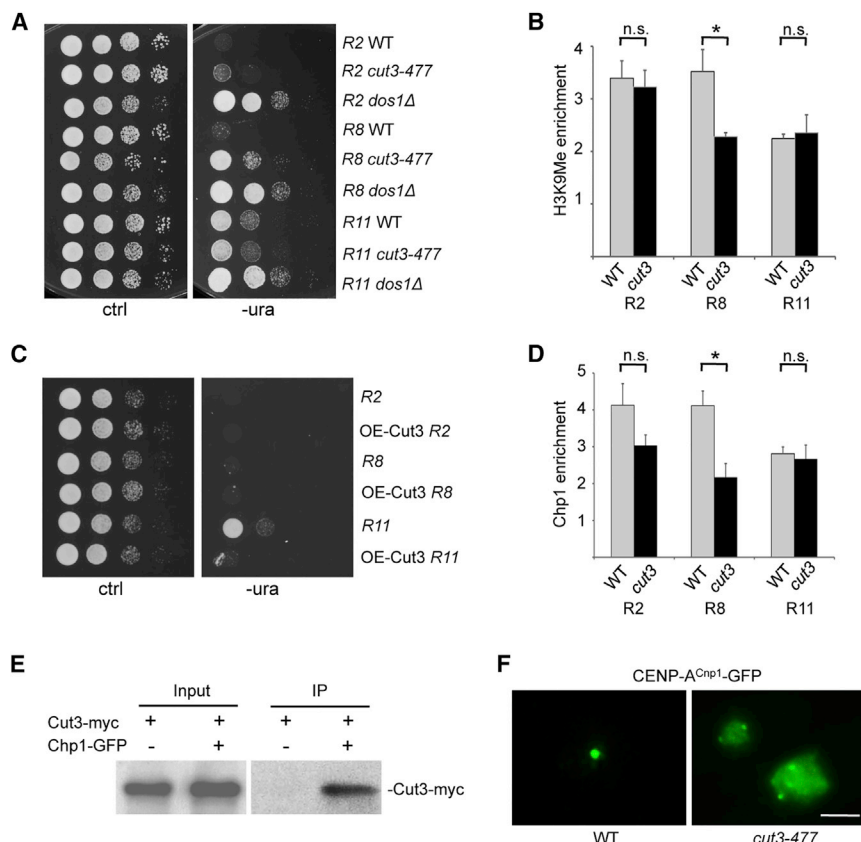 A
R2 WT
R2 cut3-477
R2 dos1Δ
R8 WT
R8 cut3-477
R8 dos1Δ
R11 WT
R11 cut3-477
R11 dos1Δ
ctrl
-ura
B
n.s.
*
n.s.
H3K9Me enrichment
4
3
2
1
WT
cut3
WT
cut3
WT
cut3
R2
R8
R11
C
R2
OE-Cut3 R2
R8
OE-Cut3 R8
R11
OE-Cut3 R11
ctrl
-ura
D
n.s.
*
n.s.
Chp1 enrichment
5
4
3
2
1
WT
cut3
WT
cut3
WT
cut3
R2
R8
R11
E
Input
IP
Cut3-myc + + + +
Chp1-GFP - + - +
-Cut3-myc
F
CENP-A^Cnp1-GFP
WT
cut3-477